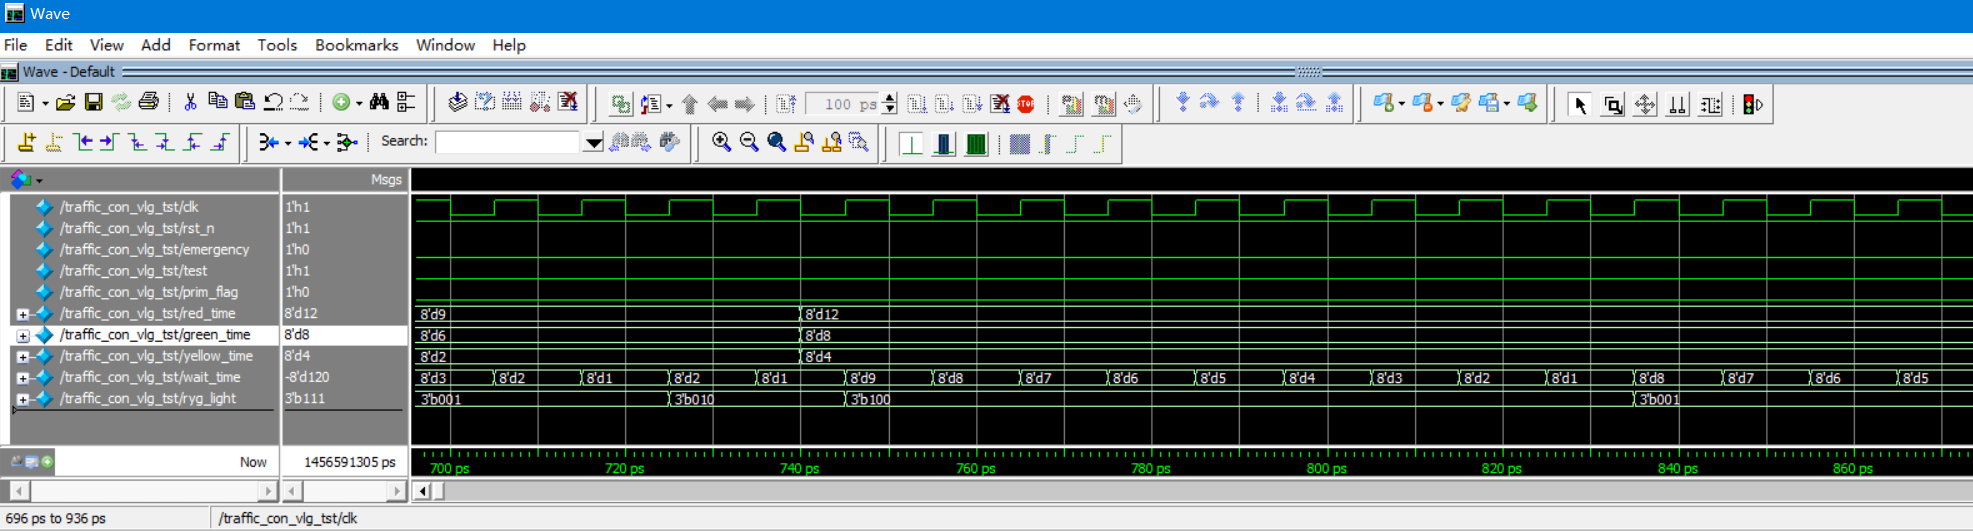 Wave
File Edit View Add Format Tools Bookmarks Window Help
Wave - Default
100 ps
STOP
Search:
Msgs
/traffic_con_vlg_tst/clk 1'h1
/traffic_con_vlg_tst/rst_n 1'h1
/traffic_con_vlg_tst/emergency 1'h0
/traffic_con_vlg_tst/test 1'h1
/traffic_con_vlg_tst/prim_flag 1'h0
/traffic_con_vlg_tst/red_time 8'd12 8'd9 8'd12
/traffic_con_vlg_tst/green_time 8'd8 8'd6 8'd8
/traffic_con_vlg_tst/yellow_time 8'd4 8'd2 8'd4
/traffic_con_vlg_tst/wait_time -8'd120 8'd3 8'd2 8'd1 8'd2 8'd1 8'd9 8'd8 8'd7 8'd6 8'd5 8'd4 8'd3 8'd2 8'd1 8'd8 8'd7 8'd6 8'd5
/traffic_con_vlg_tst/ryg_light 3'b111 3'b001 3'b010 3'b100 3'b001
Now 1456591305 ps 700 ps 720 ps 740 ps 760 ps 780 ps 800 ps 820 ps 840 ps 860 ps
696 ps to 936 ps /traffic_con_vlg_tst/clk